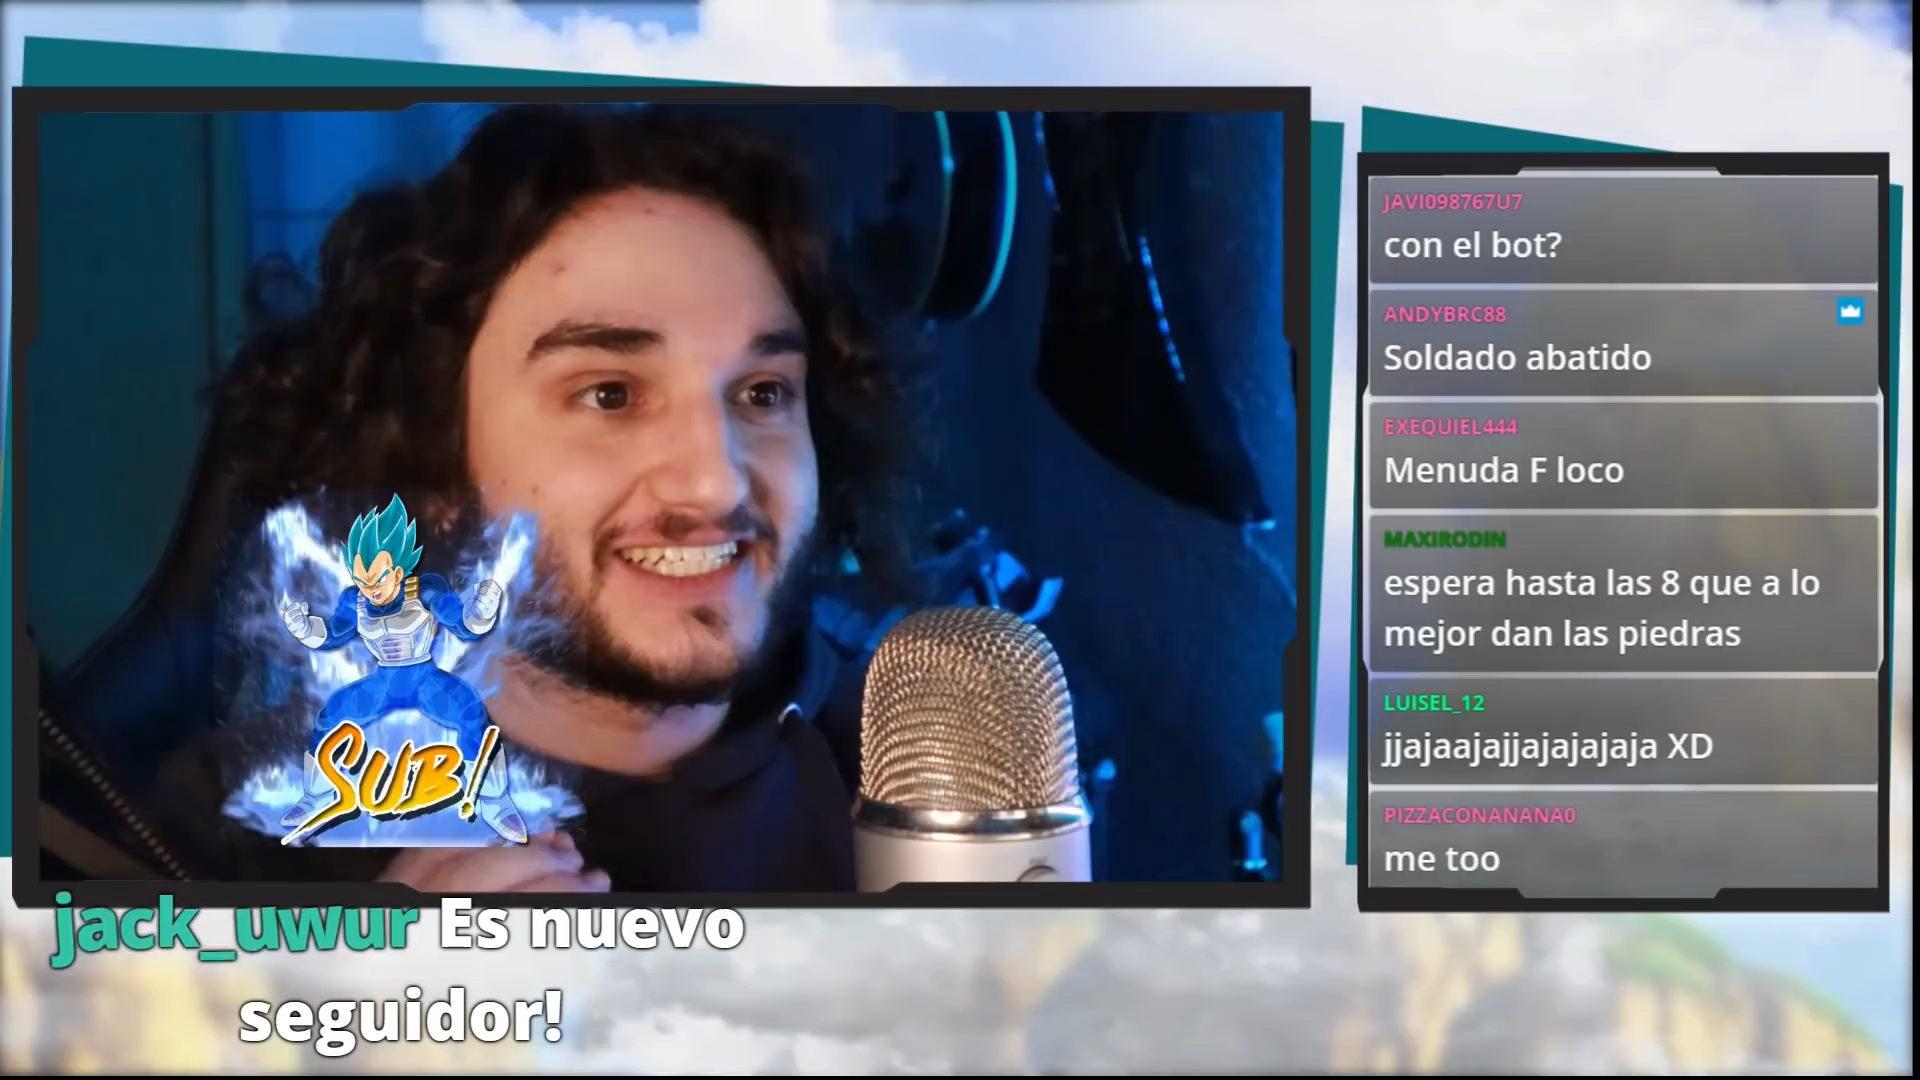 JAVI098767U7
con el bot?
ANDYBRC88
Soldado abatido
EXEQUIEL444
Menuda F loco
MAXIRODIN
espera hasta las 8 que a lo
mejor dan las piedras
LUISEL_12
jjajaajajjajajajaja XD
PIZZACONANANA0
me too
SUB!
jack_uwur Es nuevo
seguidor!